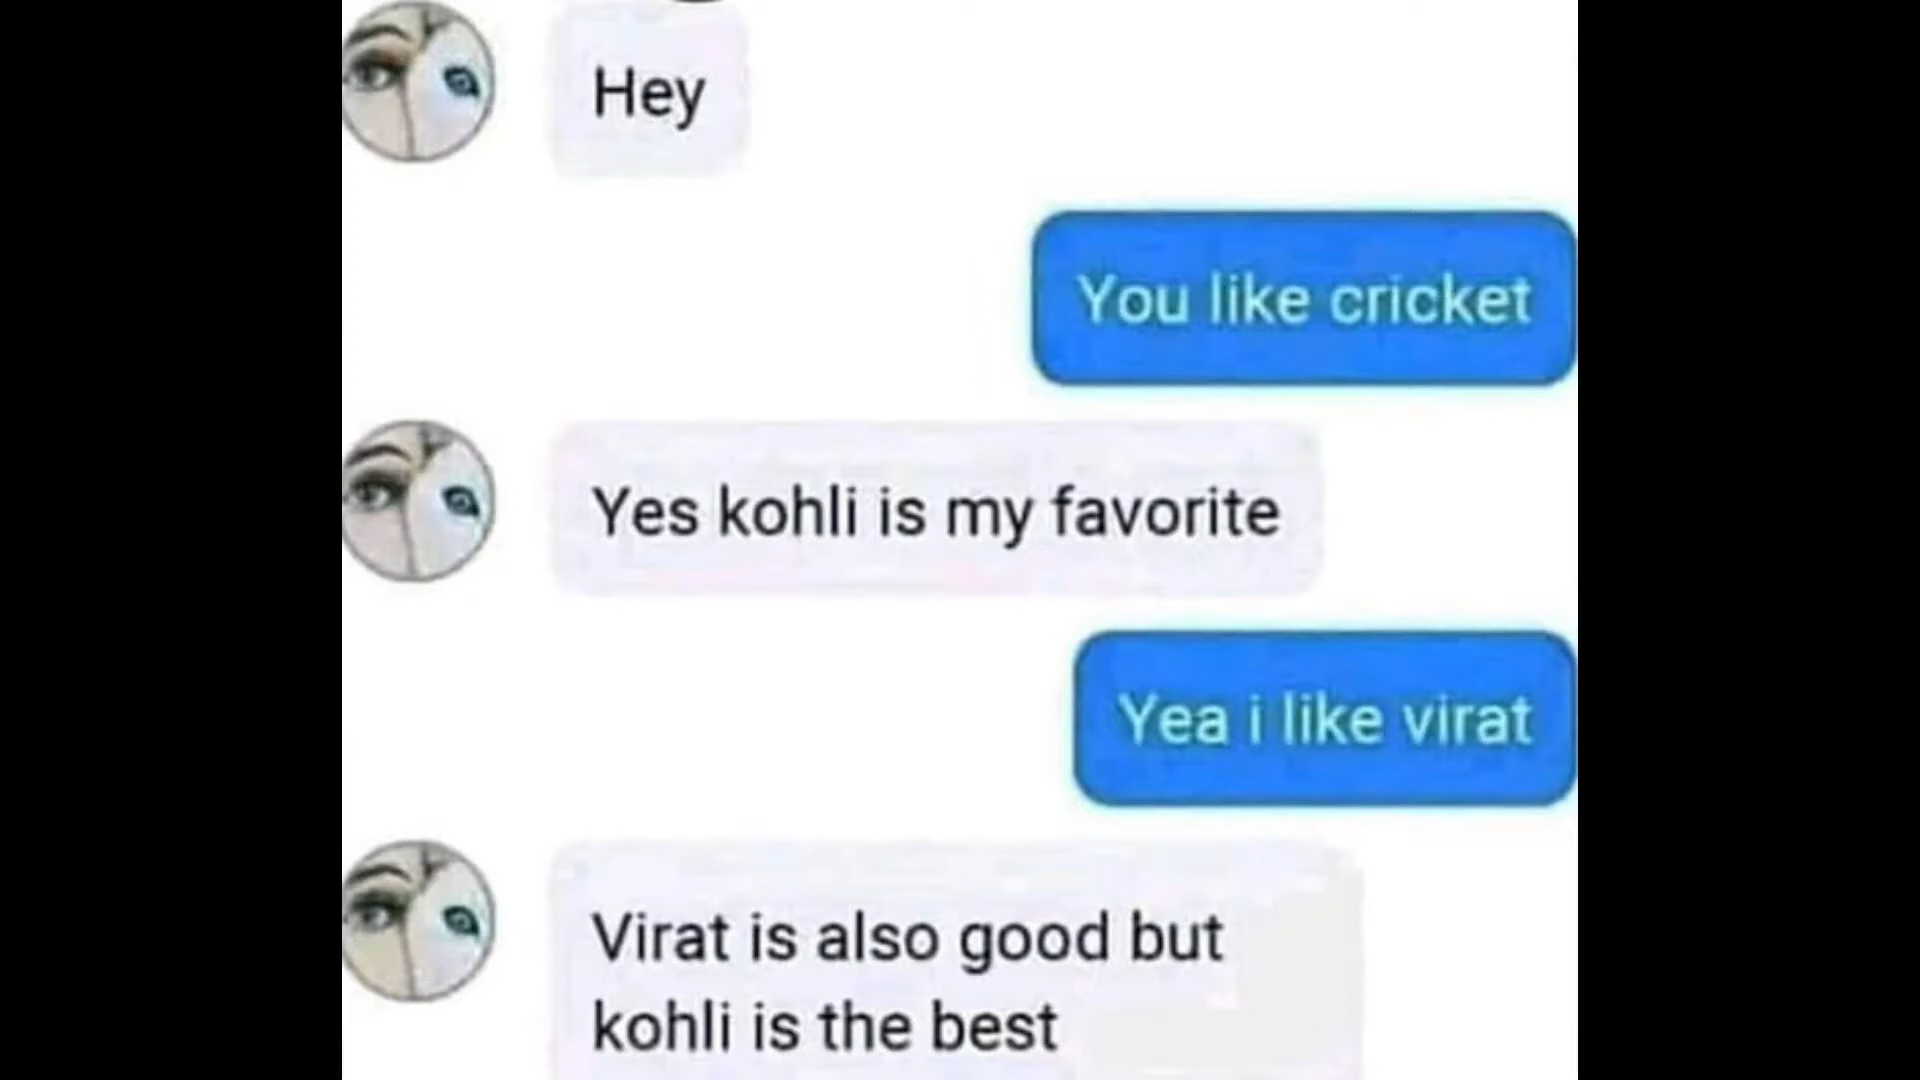 Hey
You like cricket
Yes kohli is my favorite
Yea i like virat
Virat is also good but
kohli is the best